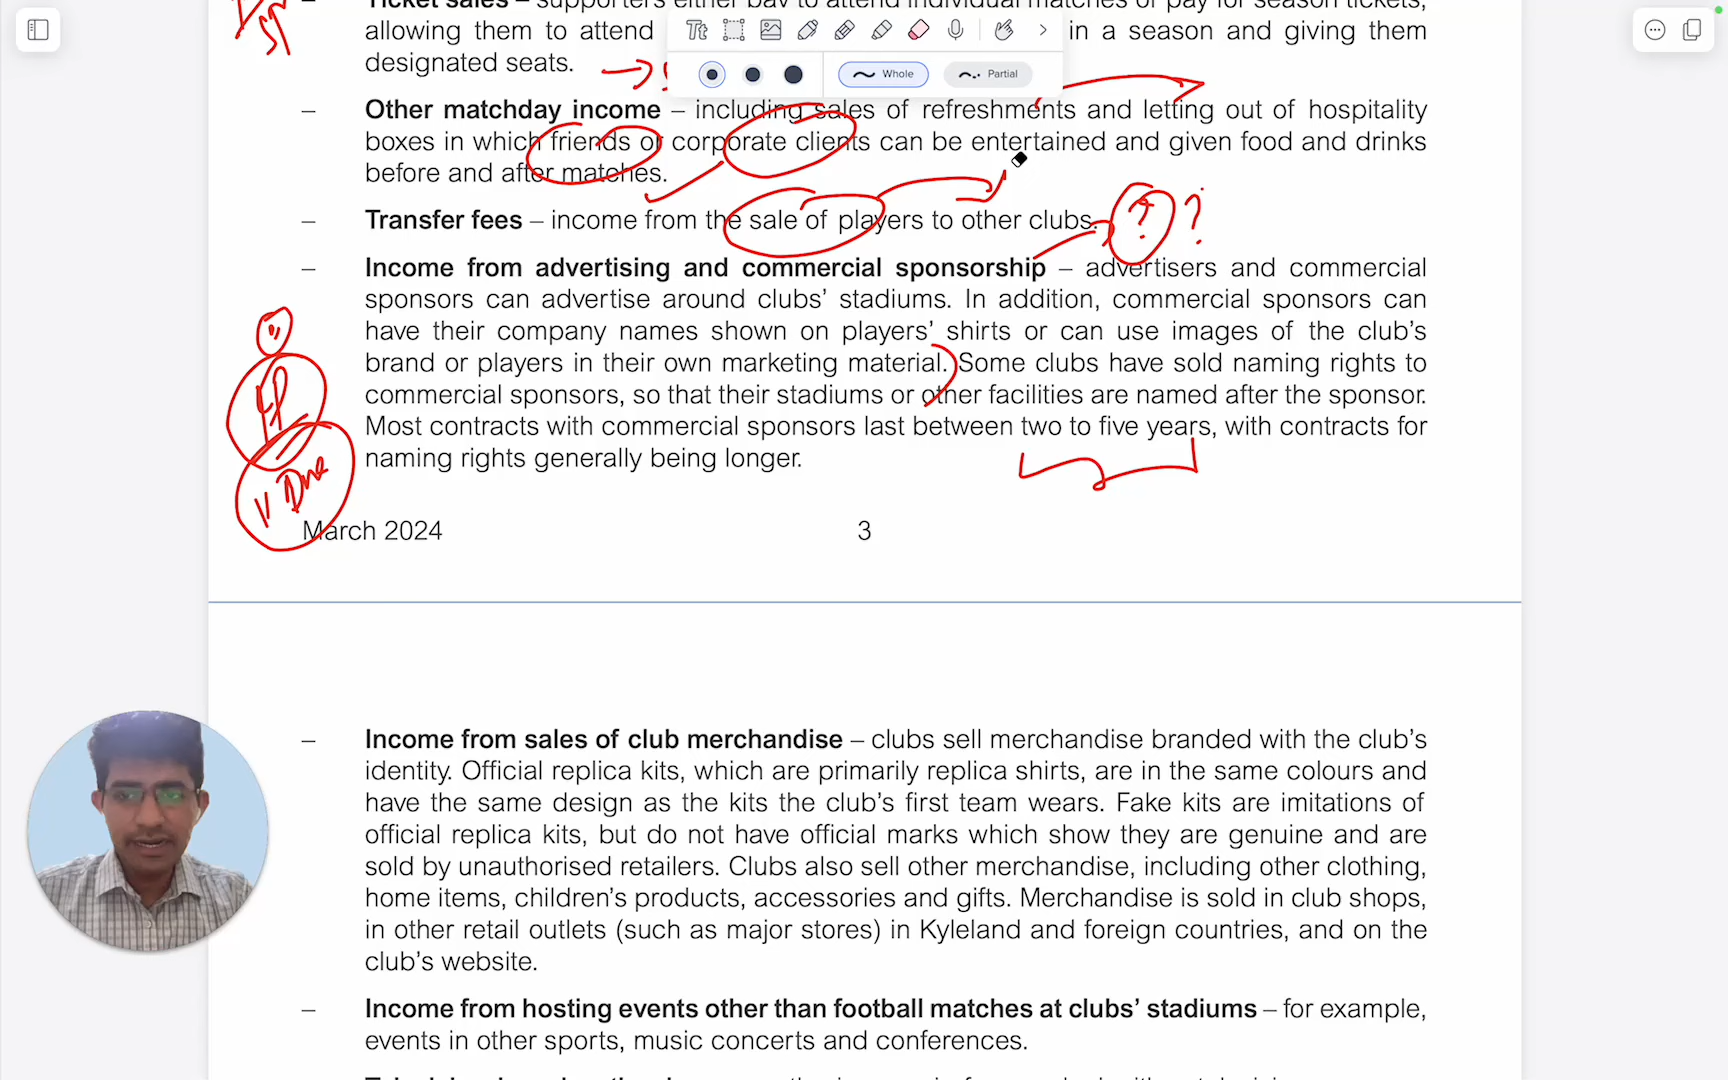 Ticket sales – supporters either pay to attend individual matches or pay for season tickets,
allowing them to attend in a season and giving them
designated seats.
Whole Partial
– Other matchday income – including sales of refreshments and letting out of hospitality
boxes in which friends or corporate clients can be entertained and given food and drinks
before and after matches.
– Transfer fees – income from the sale of players to other clubs. ? ?
– Income from advertising and commercial sponsorship – advertisers and commercial
sponsors can advertise around clubs’ stadiums. In addition, commercial sponsors can
have their company names shown on players’ shirts or can use images of the club’s
brand or players in their own marketing material. Some clubs have sold naming rights to
commercial sponsors, so that their stadiums or other facilities are named after the sponsor.
Most contracts with commercial sponsors last between two to five years, with contracts for
naming rights generally being longer.
March 2024 3
– Income from sales of club merchandise – clubs sell merchandise branded with the club’s
identity. Official replica kits, which are primarily replica shirts, are in the same colours and
have the same design as the kits the club’s first team wears. Fake kits are imitations of
official replica kits, but do not have official marks which show they are genuine and are
sold by unauthorised retailers. Clubs also sell other merchandise, including other clothing,
home items, children’s products, accessories and gifts. Merchandise is sold in club shops,
in other retail outlets (such as major stores) in Kyleland and foreign countries, and on the
club’s website.
– Income from hosting events other than football matches at clubs’ stadiums – for example,
events in other sports, music concerts and conferences.